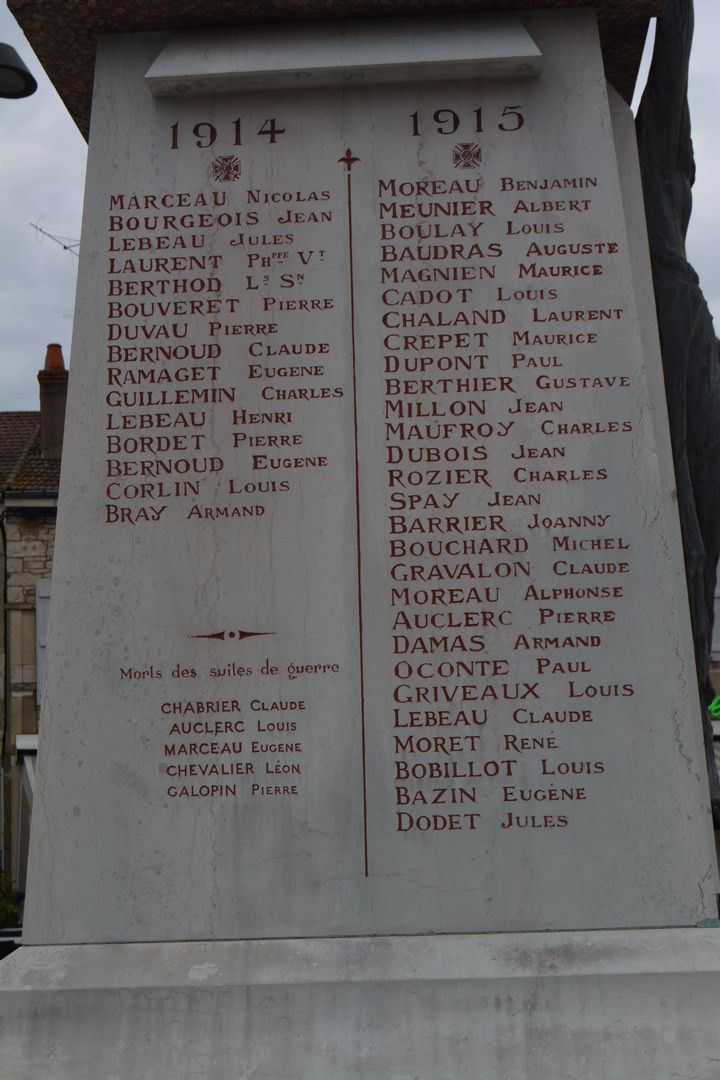 1914
MARCEAU NICOLAS
BOURGEOIS JEAN
LEBEAU JULES
LAURENT PHPPE VT
BERTHOD LS SN
BOUVERET PIERRE
DUVAU PIERRE
BERNOUD CLAUDE
RAMAGET EUGENE
GUILLEMIN CHARLES
LEBEAU HENRI
BORDET PIERRE
BERNOUD EUGENE
CORLIN LOUIS
BRAY ARMAND
Morts des suites de guerre
CHABRIER CLAUDE
AUCLERC LOUIS
MARCEAU EUGENE
CHEVALIER LÉON
GALOPIN PIERRE
1915
MOREAU BENJAMIN
MEUNIER ALBERT
BOULAY LOUIS
BAUDRAS AUGUSTE
MAGNIEN MAURICE
CADOT LOUIS
CHALAND LAURENT
CRÉPET MAURICE
DUPONT PAUL
BERTHIER GUSTAVE
MILLON JEAN
MAUFROY CHARLES
DUBOIS JEAN
ROZIER CHARLES
SPAY JEAN
BARRIER JOANNY
BOUCHARD MICHEL
GRAVALON CLAUDE
MOREAU ALPHONSE
AUCLERC PIERRE
DAMAS ARMAND
OCONTE PAUL
GRIVEAUX LOUIS
LEBEAU CLAUDE
MORET RENÉ
BOBILLOT LOUIS
BAZIN EUGÈNE
DODET JULES